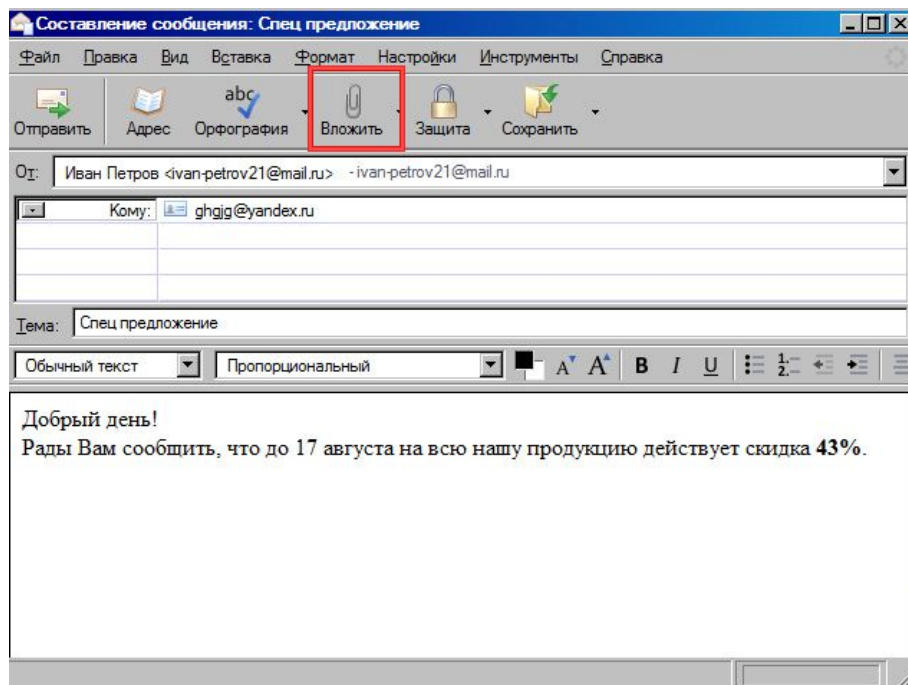 Составление сообщения: Спец предложение
Файл Правка Вид Вставка Формат Настройки Инструменты Справка
abc
Отправить Адрес Орфография Вложить Защита Сохранить
От: Иван Петров <ivan-petrov21@mail.ru> - ivan-petrov21@mail.ru
Кому: ghgjg@yandex.ru
Тема: Спец предложение
Обычный текст Пропорциональный A A B I U
Добрый день!
Рады Вам сообщить, что до 17 августа на всю нашу продукцию действует скидка 43%.